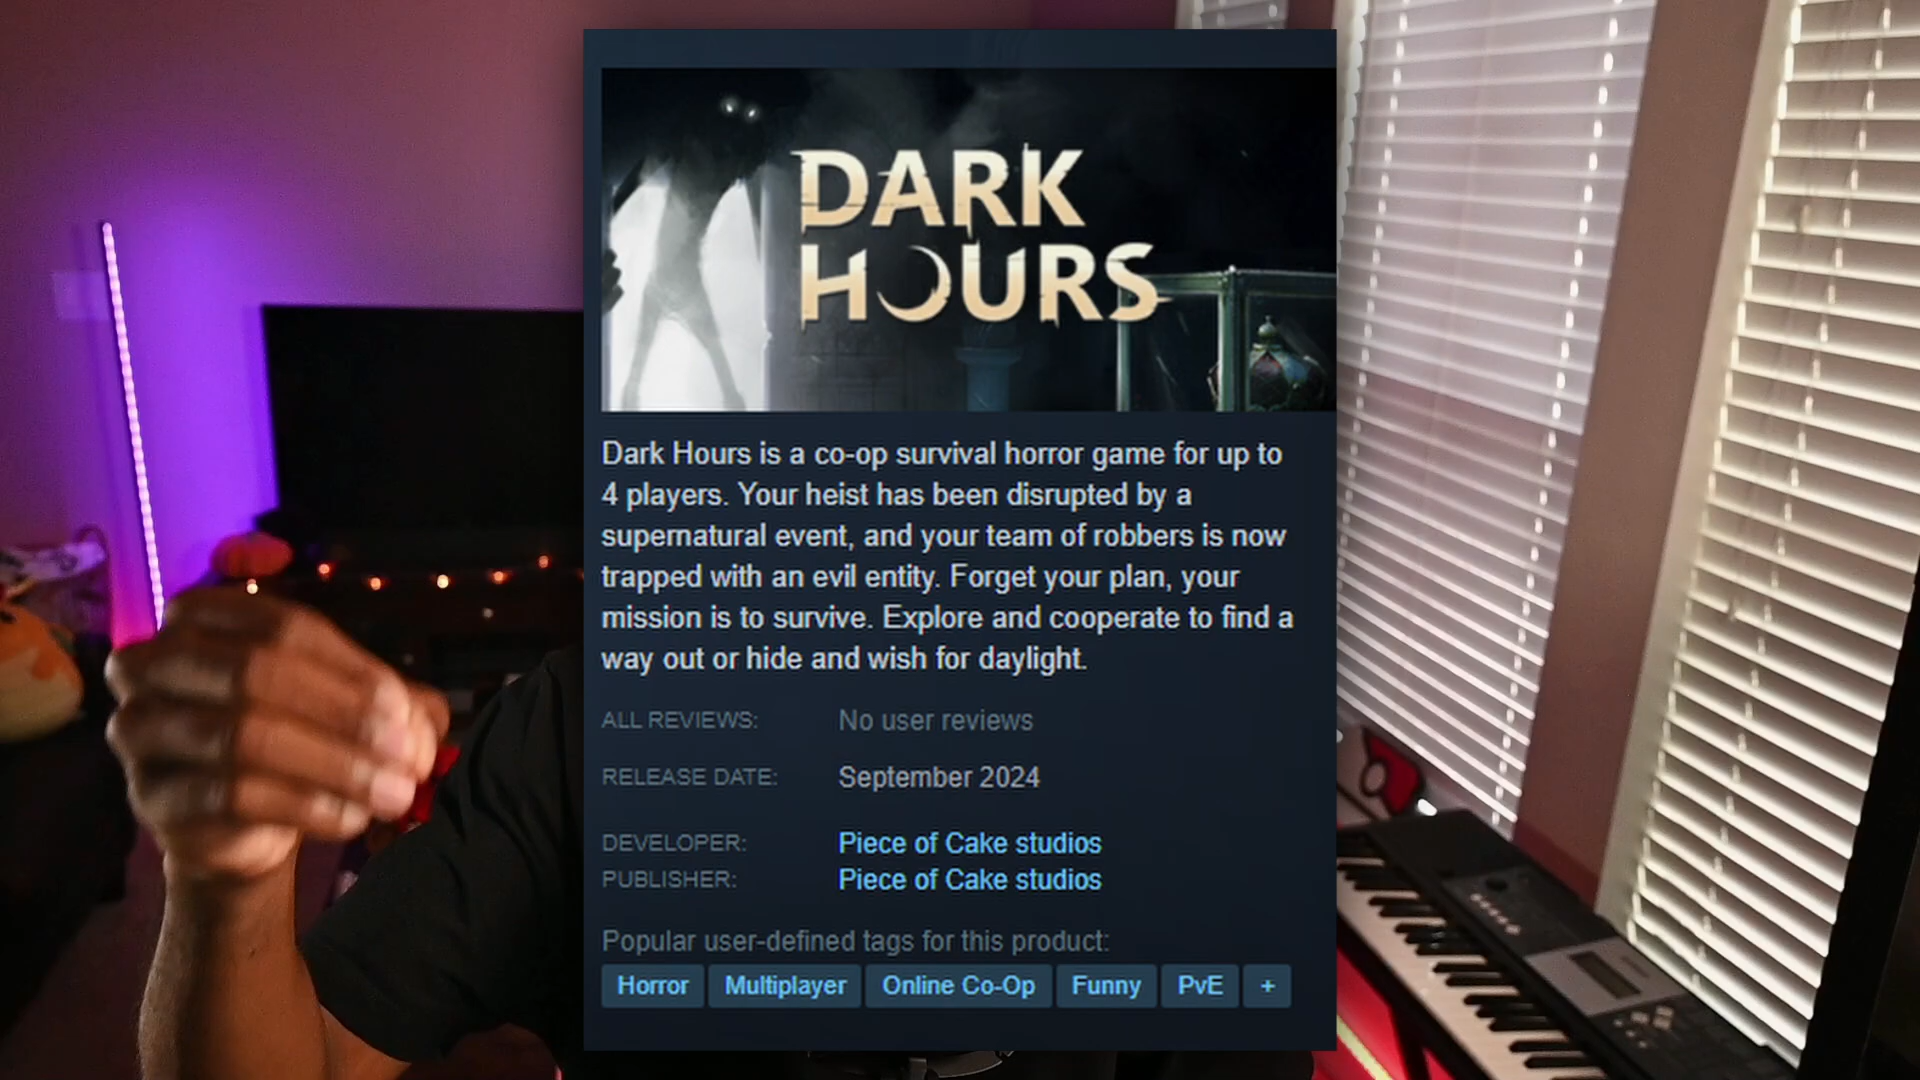 DARK
HOURS
Dark Hours is a co-op survival horror game for up to
4 players. Your heist has been disrupted by a
supernatural event, and your team of robbers is now
trapped with an evil entity. Forget your plan, your
mission is to survive. Explore and cooperate to find a
way out or hide and wish for daylight.
ALL REVIEWS: No user reviews
RELEASE DATE: September 2024
DEVELOPER: Piece of Cake studios
PUBLISHER: Piece of Cake studios
Popular user-defined tags for this product:
Horror Multiplayer Online Co-Op Funny PvE +